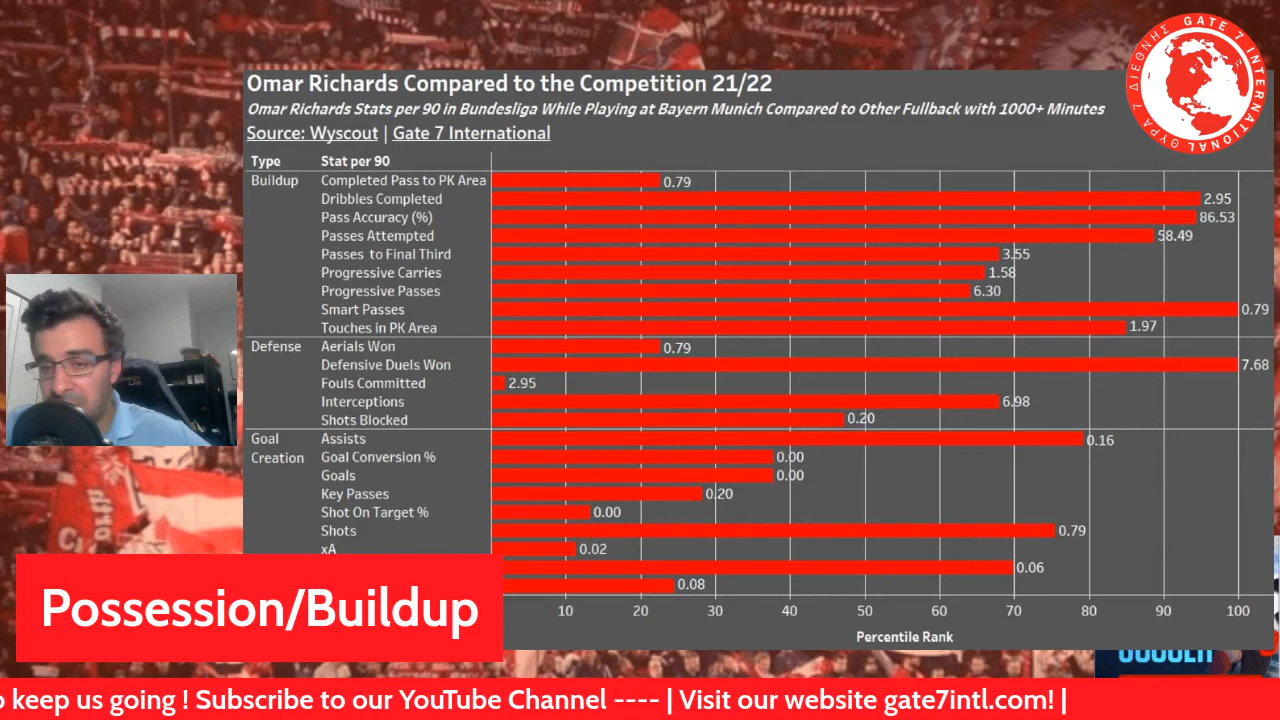 Omar Richards Compared to the Competition 21/22
Omar Richards Stats per 90 in Bundesliga While Playing at Bayern Munich Compared to Other Fullback with 1000+ Minutes
Source: Wyscout | Gate 7 International
GATE 7 INTERNATIONAL
ΘΥΡΑ 7 ΔΙΕΘΝΗΣ
Type Stat per 90
Buildup Completed Pass to PK Area 0.79
Dribbles Completed 2.95
Pass Accuracy (%) 86.53
Passes Attempted 58.49
Passes to Final Third 3.55
Progressive Carries 1.58
Progressive Passes 6.30
Smart Passes 0.79
Touches in PK Area 1.97
Defense Aerials Won 0.79
Defensive Duels Won 7.68
Fouls Committed 2.95
Interceptions 6.98
Shots Blocked 0.20
Goal Assists 0.16
Creation Goal Conversion % 0.00
Goals 0.00
Key Passes 0.20
Shot On Target % 0.00
Shots 0.79
xA 0.02
0.06
0.08
10 20 30 40 50 60 70 80 90 100
Percentile Rank
Possession/Buildup
keep us going ! Subscribe to our YouTube Channel ---- | Visit our website gate7intl.com! |